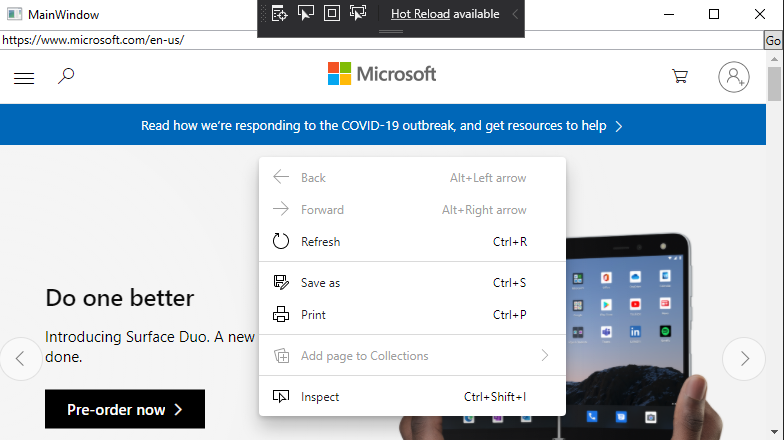 MainWindow
Hot Reload available
https://www.microsoft.com/en-us/
Go
Microsoft
Read how we're responding to the COVID-19 outbreak, and get resources to help
Back Alt+Left arrow
Forward Alt+Right arrow
Refresh Ctrl+R
Save as Ctrl+S
Print Ctrl+P
Add page to Collections
Inspect Ctrl+Shift+I
Do one better
Introducing Surface Duo. A new
done.
Pre-order now